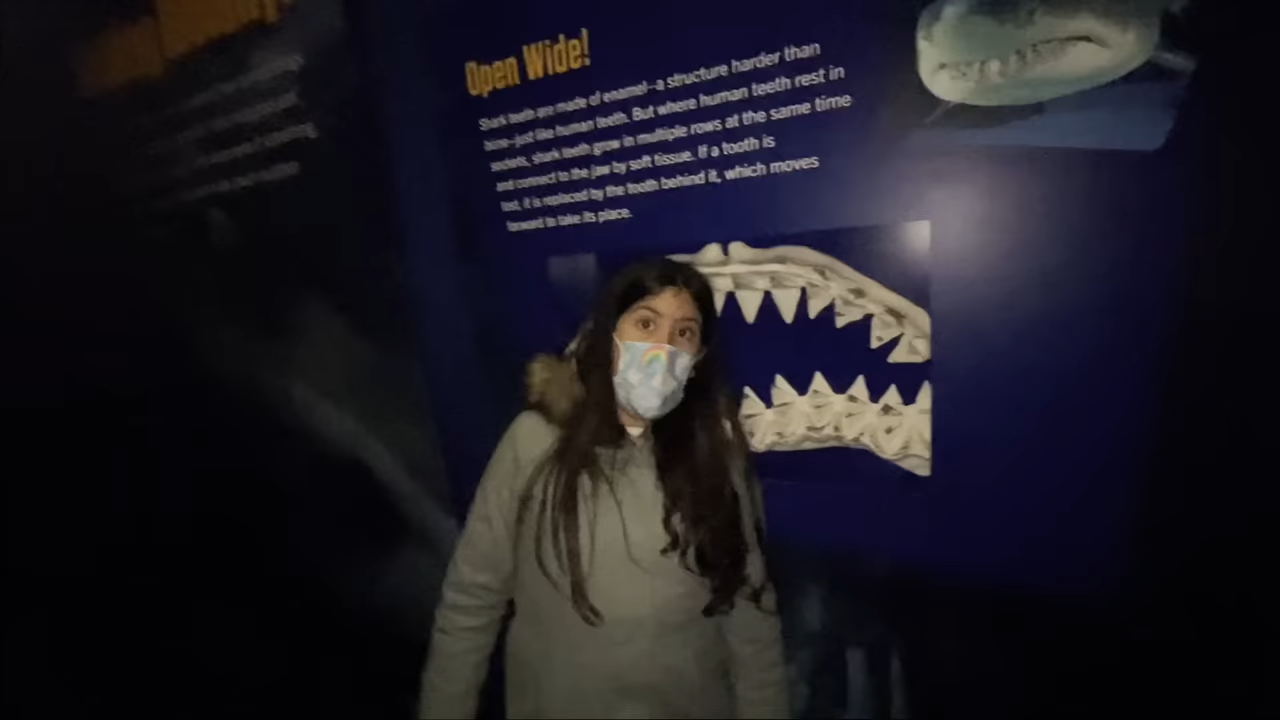 Open Wide!
Shark teeth are made of enamel–a structure harder than
bone–just like human teeth. But where human teeth rest in
sockets, shark teeth grow in multiple rows at the same time
and connect to the jaw by soft tissue. If a tooth is
lost, it is replaced by the tooth behind it, which moves
forward to take its place.